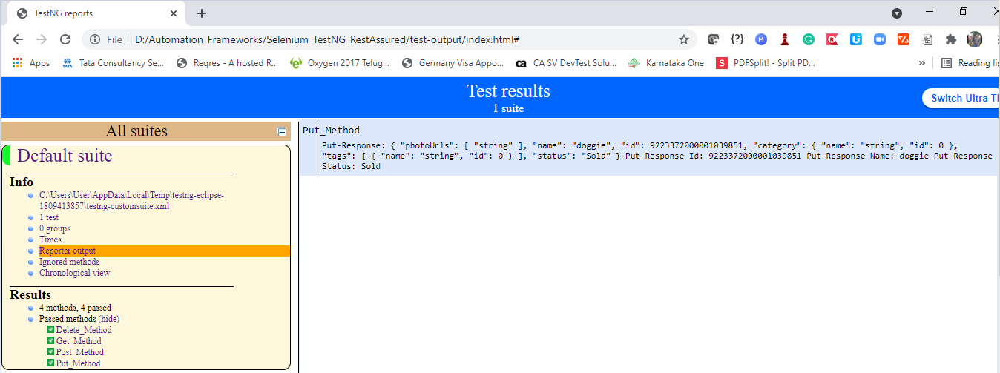 TestNG reports
File
D:/Automation_Frameworks/Selenium_TestNG_RestAssured/test-output/index.html#
Apps
Tata Consultancy Se...
Reqres - A hosted R...
Oxygen 2017 Telug...
Germany Visa Appo...
CA SV DevTest Solu...
Karnataka One
PDFSplit! - Split PD...
»
Reading lis
Test results
1 suite
Switch Ultra Tl
All suites
Default suite
Info
C:\Users\User\AppData\Local\Temp\testng-eclipse-
1809413857\testng-customsuite.xml
1 test
0 groups
Times
Reporter output
Ignored methods
Chronological view
Results
4 methods, 4 passed
Passed methods (hide)
Delete_Method
Get_Method
Post_Method
Put_Method
Put_Method
Put-Response: { "photoUrls": [ "string" ], "name": "doggie", "id": 9223372000001039851, "category": { "name": "string", "id": 0 },
"tags": [ { "name": "string", "id": 0 } ], "status": "Sold" } Put-Response Id: 9223372000001039851 Put-Response Name: doggie Put-Response
Status: Sold